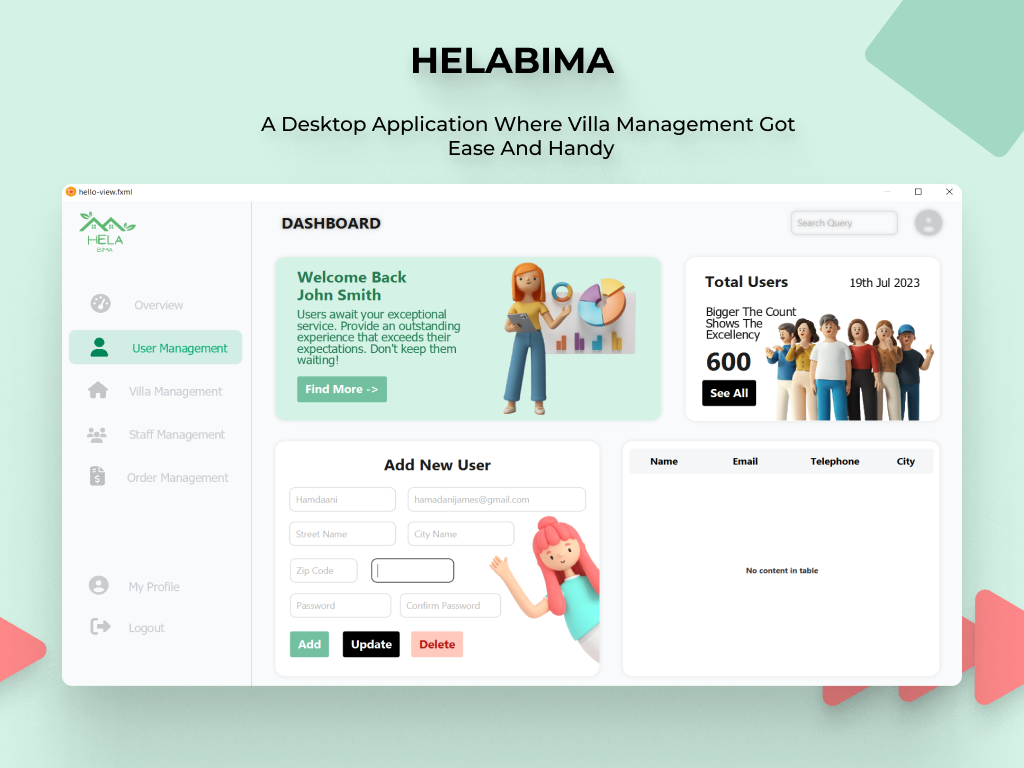 HELABIMA
A Desktop Application Where Villa Management Got
Ease And Handy
hello-view.fxml
HELA
BIMA
DASHBOARD
Search Query
Overview
User Management
Villa Management
Staff Management
Order Management
My Profile
Logout
Welcome Back
John Smith
Users await your exceptional
service. Provide an outstanding
experience that exceeds their
expectations. Don't keep them
waiting!
Find More ->
Total Users
19th Jul 2023
Bigger The Count
Shows The
Excellency
600
See All
Add New User
Hamdaani
hamadanijames@gmail.com
Street Name
City Name
Zip Code
Password
Confirm Password
Add
Update
Delete
Name Email Telephone City
No content in table